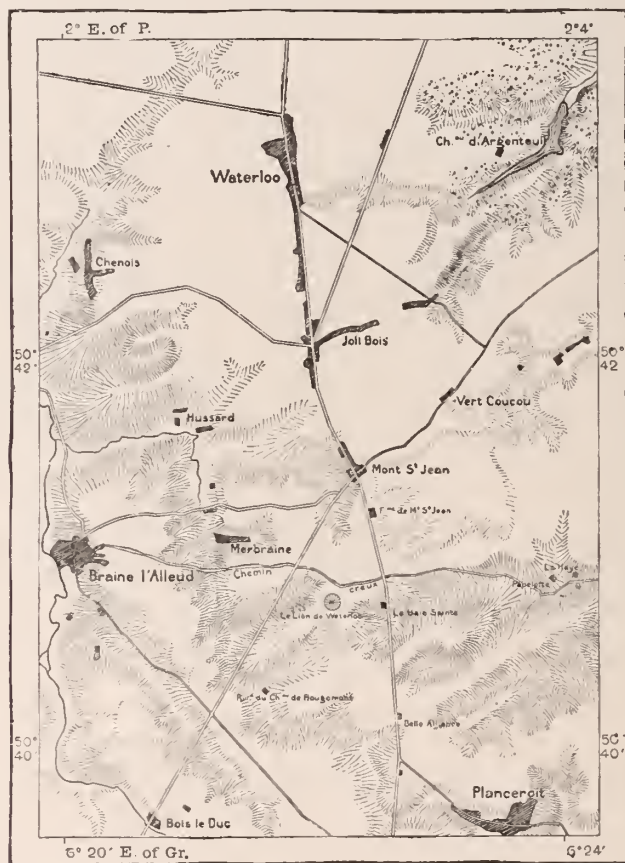 2° E. of P.
2° 4'
Ch.au d'Argenteuil
Waterloo
Chenois
50°
42'
50°
42
Joli Bois
Vert Coucou
Hussard
Mont St Jean
F.me de Mt St Jean
Merbraine
Braine l'Alleud
Chemin
creux
La Haye
Papelotte
Le Lion de Waterloo
La Haie Sainte
Belle Alliance
50°
40'
50°
40'
Plancenoit
Bois le Duc
6° 20' E. of Gr.
6° 24'